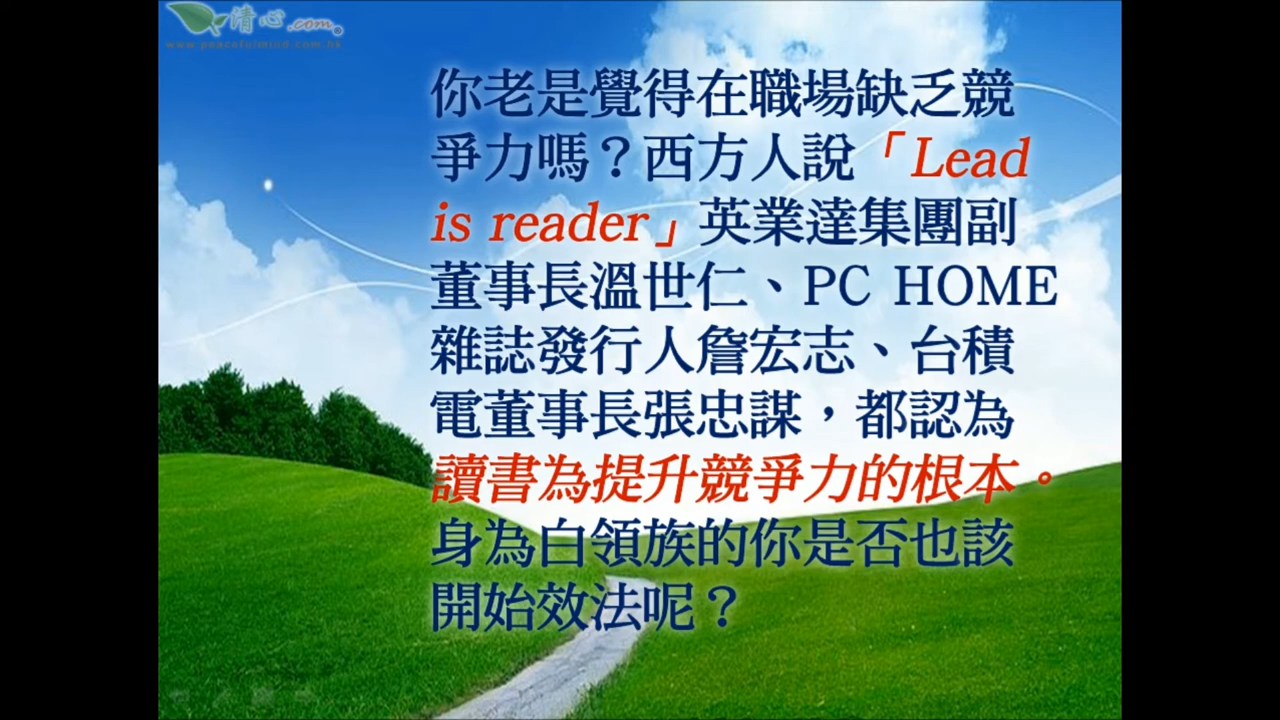 清心.com
www.peacefulmind.com.hk
你老是覺得在職場缺乏競
爭力嗎？西方人說「Lead
is reader」英業達集團副
董事長溫世仁、PC HOME
雜誌發行人詹宏志、台積
電董事長張忠謀，都認為
讀書為提升競爭力的根本。
身為白領族的你是否也該
開始效法呢？